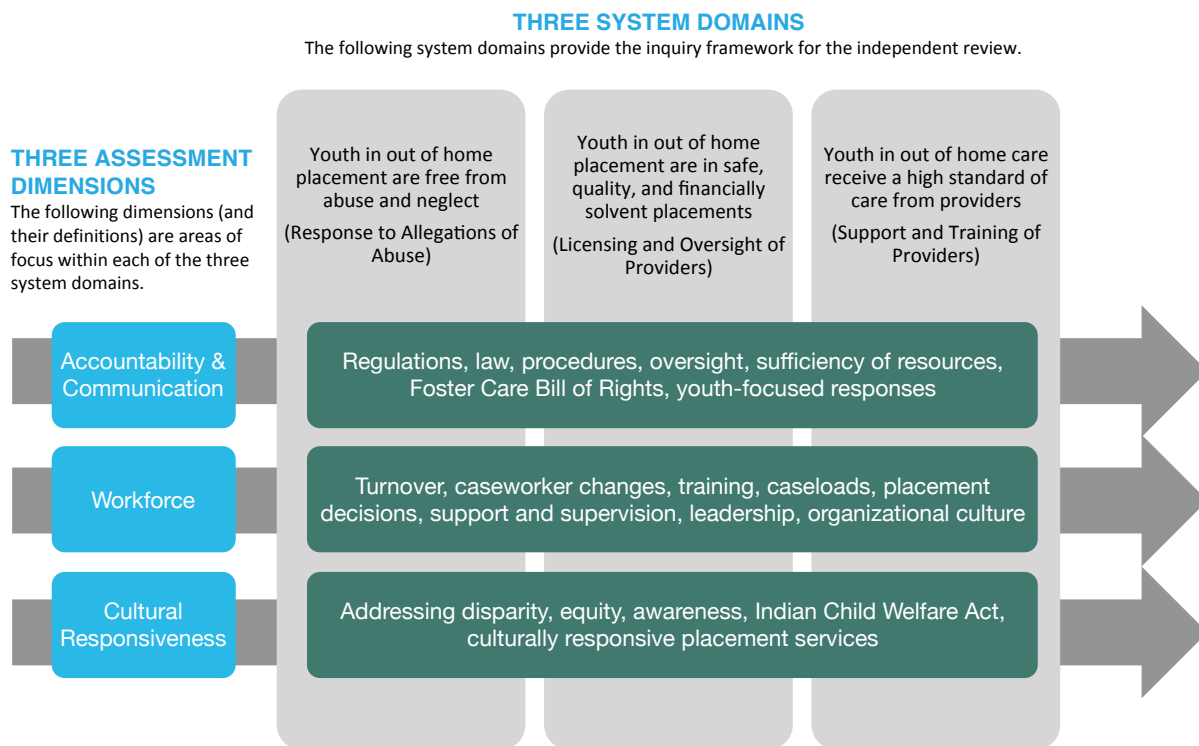 THREE SYSTEM DOMAINS
The following system domains provide the inquiry framework for the independent review.
THREE ASSESSMENT
DIMENSIONS
The following dimensions (and
their definitions) are areas of
focus within each of the three
system domains.
Youth in out of home
placement are free from
abuse and neglect
(Response to Allegations of
Abuse)
Youth in out of home
placement are in safe,
quality, and financially
solvent placements
(Licensing and Oversight of
Providers)
Youth in out of home care
receive a high standard of
care from providers
(Support and Training of
Providers)
Accountability &
Communication
Regulations, law, procedures, oversight, sufficiency of resources,
Foster Care Bill of Rights, youth-focused responses
Workforce
Turnover, caseworker changes, training, caseloads, placement
decisions, support and supervision, leadership, organizational culture
Cultural
Responsiveness
Addressing disparity, equity, awareness, Indian Child Welfare Act,
culturally responsive placement services